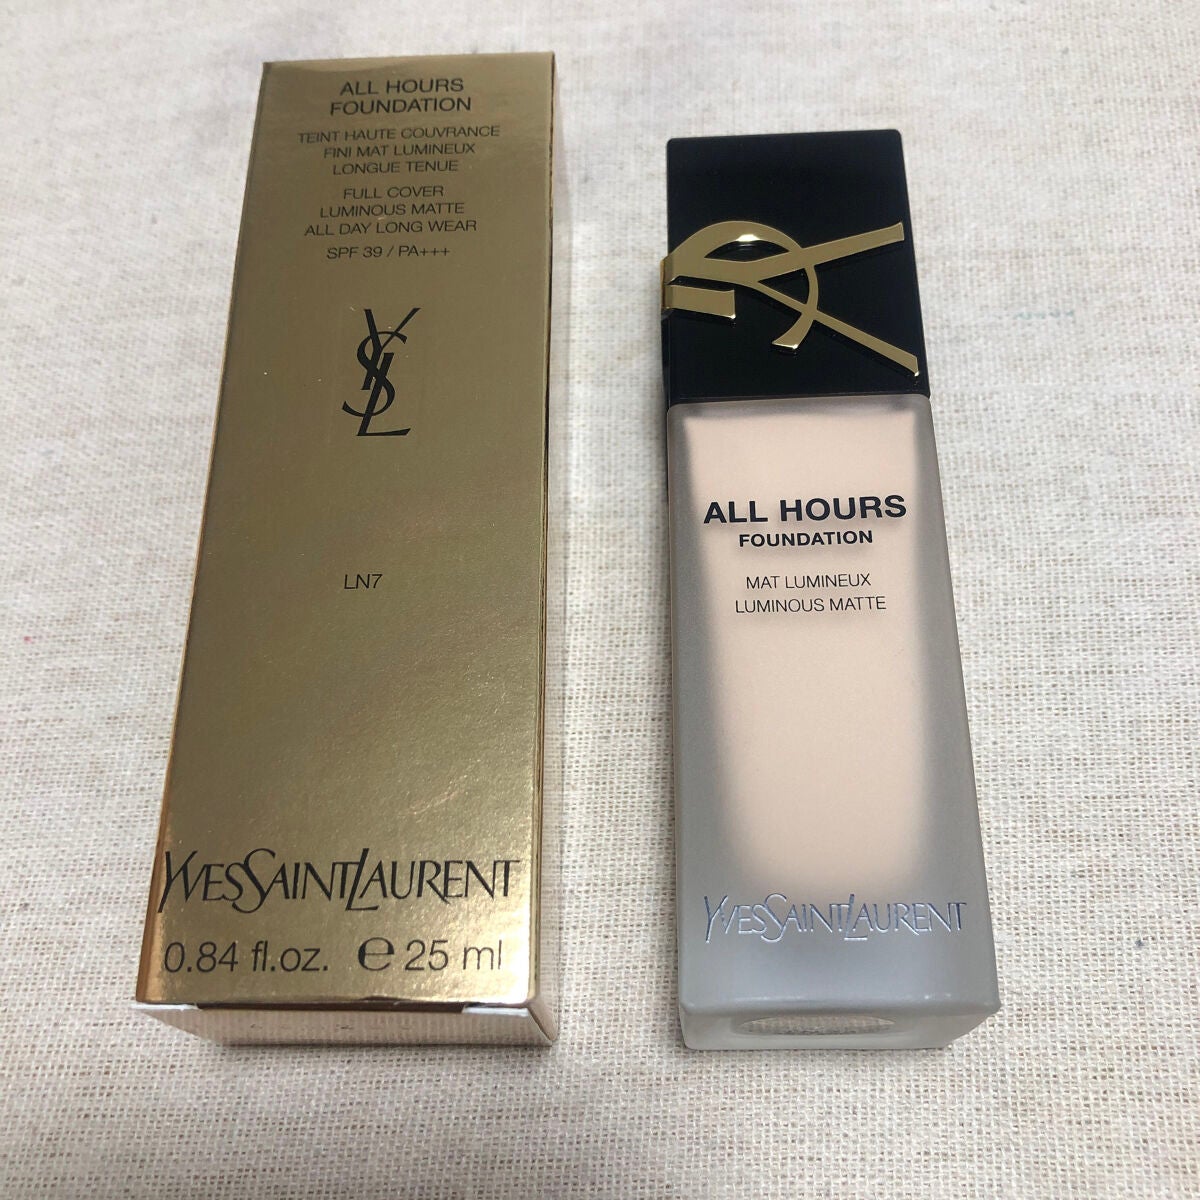 ALL HOURS
FOUNDATION
TEINT HAUTE COUVRANCE
FINI MAT LUMINEUX
LONGUE TENUE
FULL COVER
LUMINOUS MATTE
ALL DAY LONG WEAR
SPF 39 / PA+++
YSL
LN7
YVESSAINTLAURENT
0.84 fl.oz. ℮ 25 ml
YSL
ALL HOURS
FOUNDATION
MAT LUMINEUX
LUMINOUS MATTE
YVESSAINTLAURENT